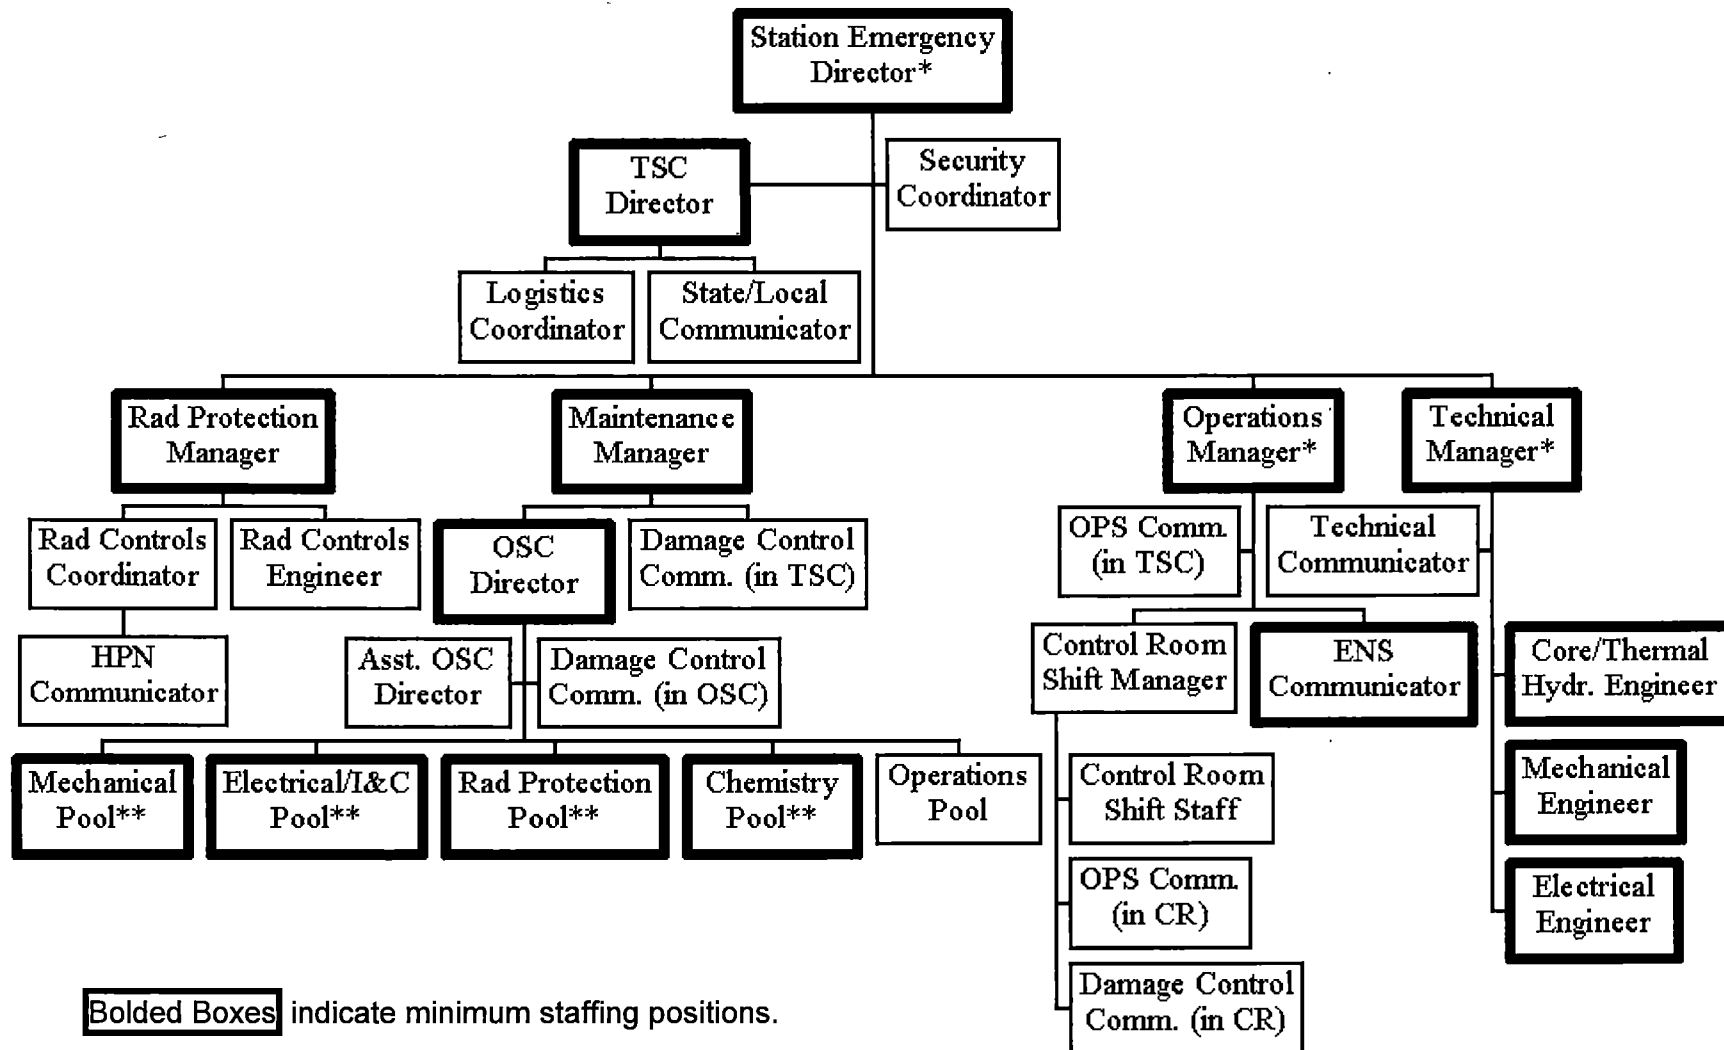 Station Emergency
Director*
TSC
Director
Security
Coordinator
Logistics
Coordinator
State/Local
Communicator
Rad Protection
Manager
Maintenance
Manager
Operations
Manager*
Technical
Manager*
Rad Controls
Coordinator
Rad Controls
Engineer
OSC
Director
Damage Control
Comm. (in TSC)
OPS Comm.
(in TSC)
Technical
Communicator
HPN
Communicator
Asst. OSC
Director
Damage Control
Comm. (in OSC)
Control Room
Shift Manager
ENS
Communicator
Core/Thermal
Hydr. Engineer
Mechanical
Pool**
Electrical/I&C
Pool**
Rad Protection
Pool**
Chemistry
Pool**
Operations
Pool
Control Room
Shift Staff
Mechanical
Engineer
OPS Comm.
(in CR)
Electrical
Engineer
Damage Control
Comm. (in CR)
Bolded Boxes indicate minimum staffing positions.